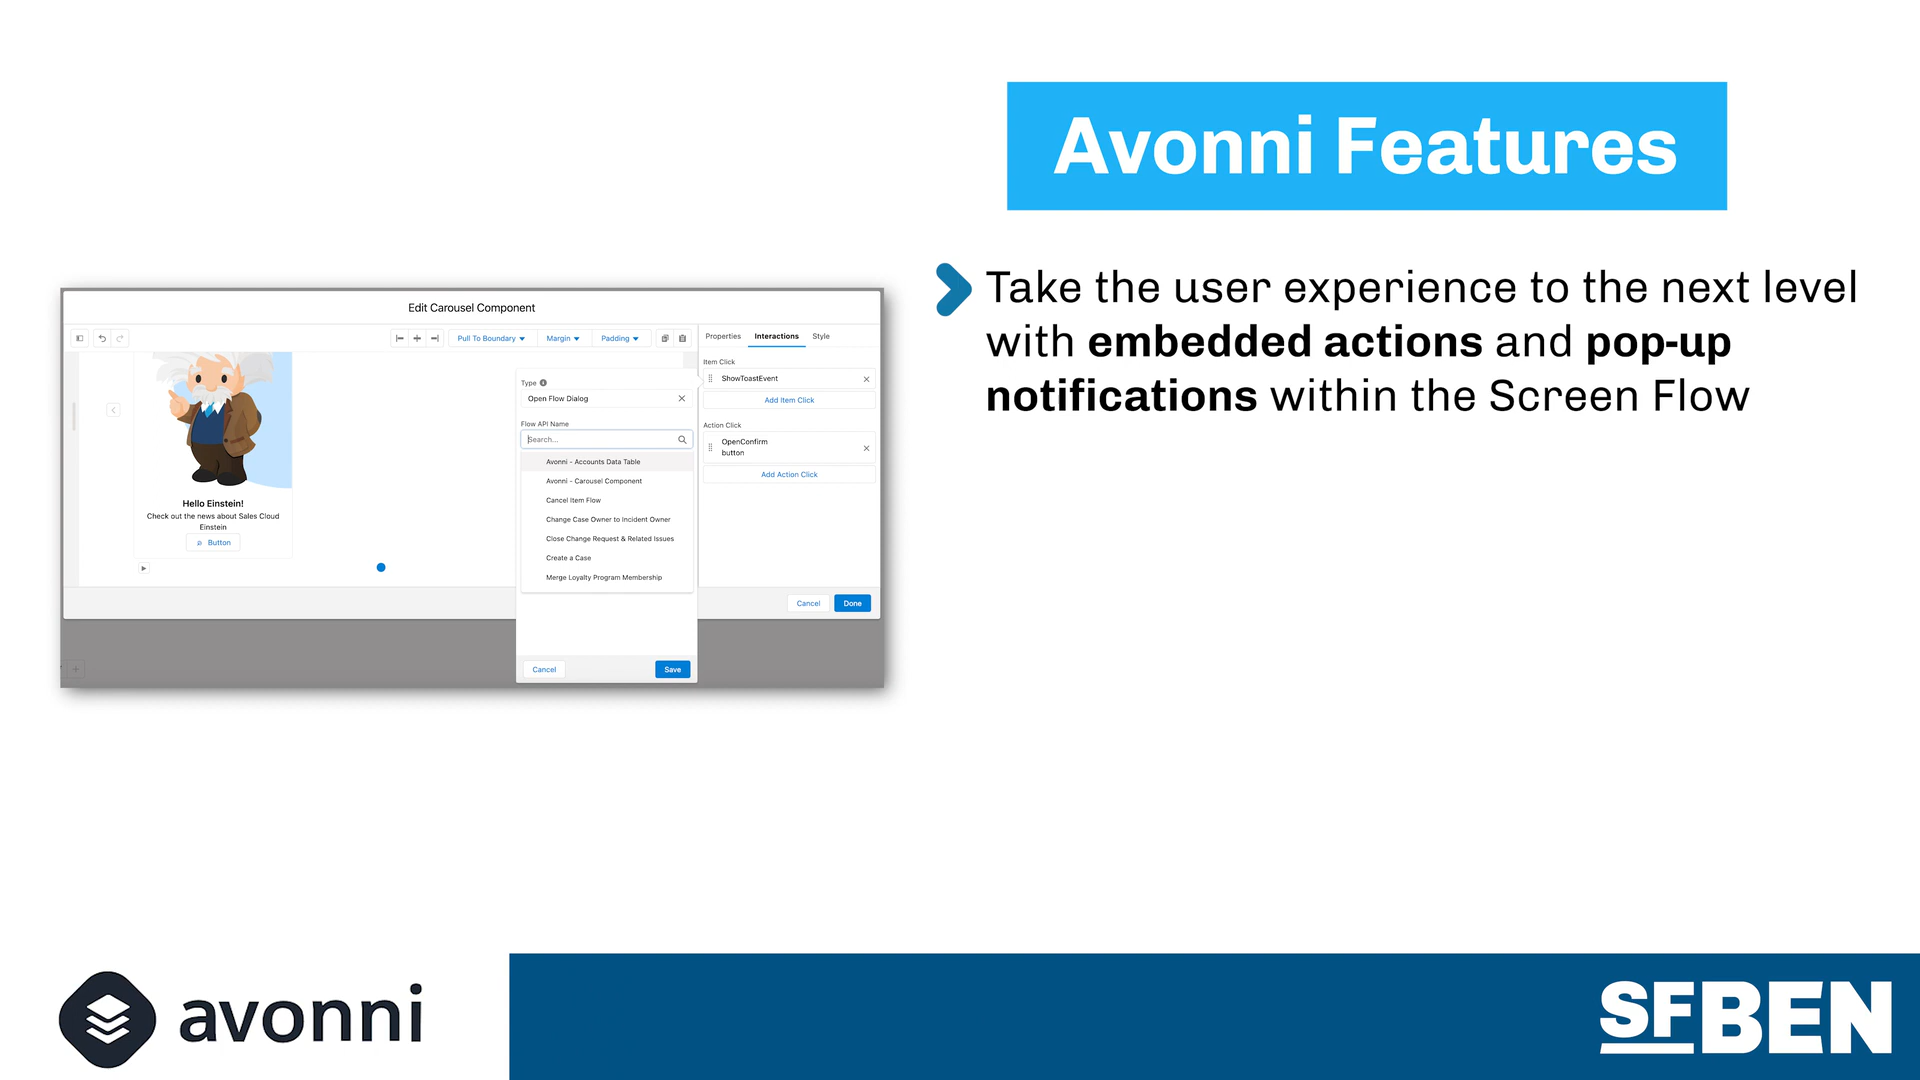 Avonni Features
Take the user experience to the next level
with embedded actions and pop-up
notifications within the Screen Flow
Edit Carousel Component
Pull To Boundary
Margin
Padding
Properties
Interactions
Style
Item Click
ShowToastEvent
Add Item Click
Action Click
OpenConfirm
button
Add Action Click
Type
Open Flow Dialog
Flow API Name
Search...
Avonni - Accounts Data Table
Avonni - Carousel Component
Cancel Item Flow
Change Case Owner to Incident Owner
Close Change Request & Related Issues
Create a Case
Merge Loyalty Program Membership
Hello Einstein!
Check out the news about Sales Cloud
Einstein
Button
Cancel
Done
Cancel
Save
avonni
SFBEN